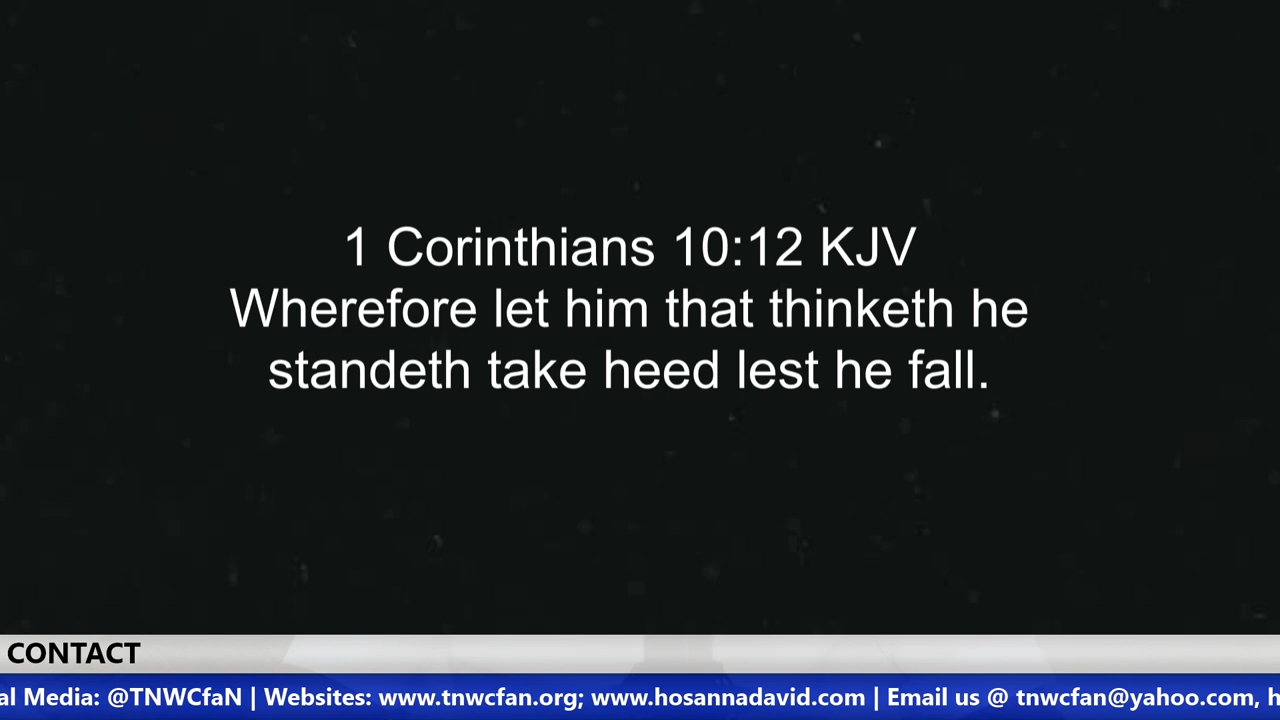 1 Corinthians 10:12 KJV
Wherefore let him that thinketh he
standeth take heed lest he fall.
CONTACT
al Media: @TNWCfaN | Websites: www.tnwcfan.org; www.hosannadavid.com | Email us @ tnwcfan@yahoo.com, h